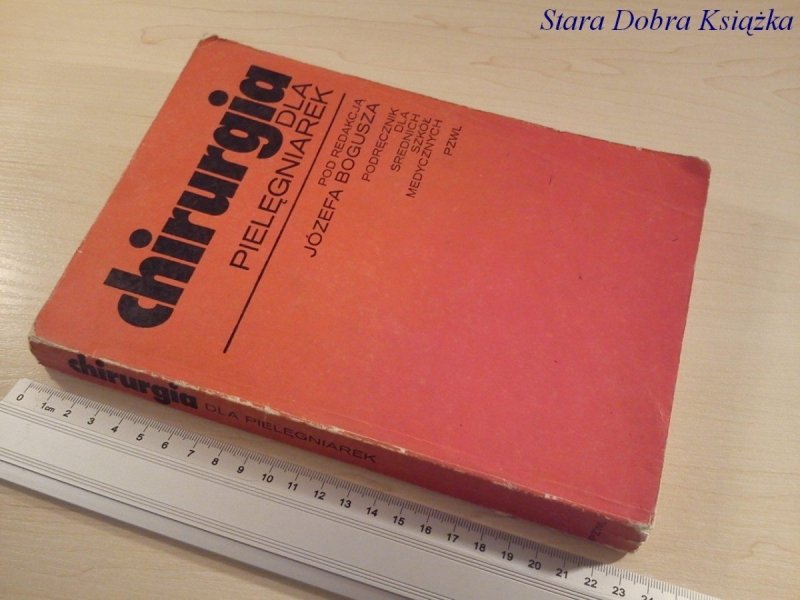 Stara Dobra Książka
chirurgia
DLA
PIELĘGNIAREK
POD REDAKCJĄ
JÓZEFA BOGUSZA
PODRĘCZNIK
DLA
ŚREDNICH
SZKÓŁ
MEDYCZNYCH
PZWL
chirurgia DLA PIELĘGNIAREK
PZWL
0 1cm 2 3 4 5 6 7 8 9 10 11 12 13 14 15 16 17 18 19 20 21 22 23 24